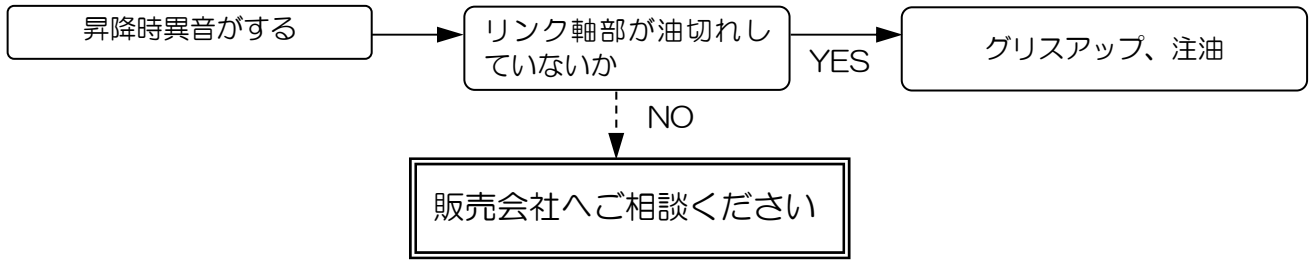 昇降時異音がする
リンク軸部が油切れし
ていないか
YES
グリスアップ、注油
NO
販売会社へご相談ください